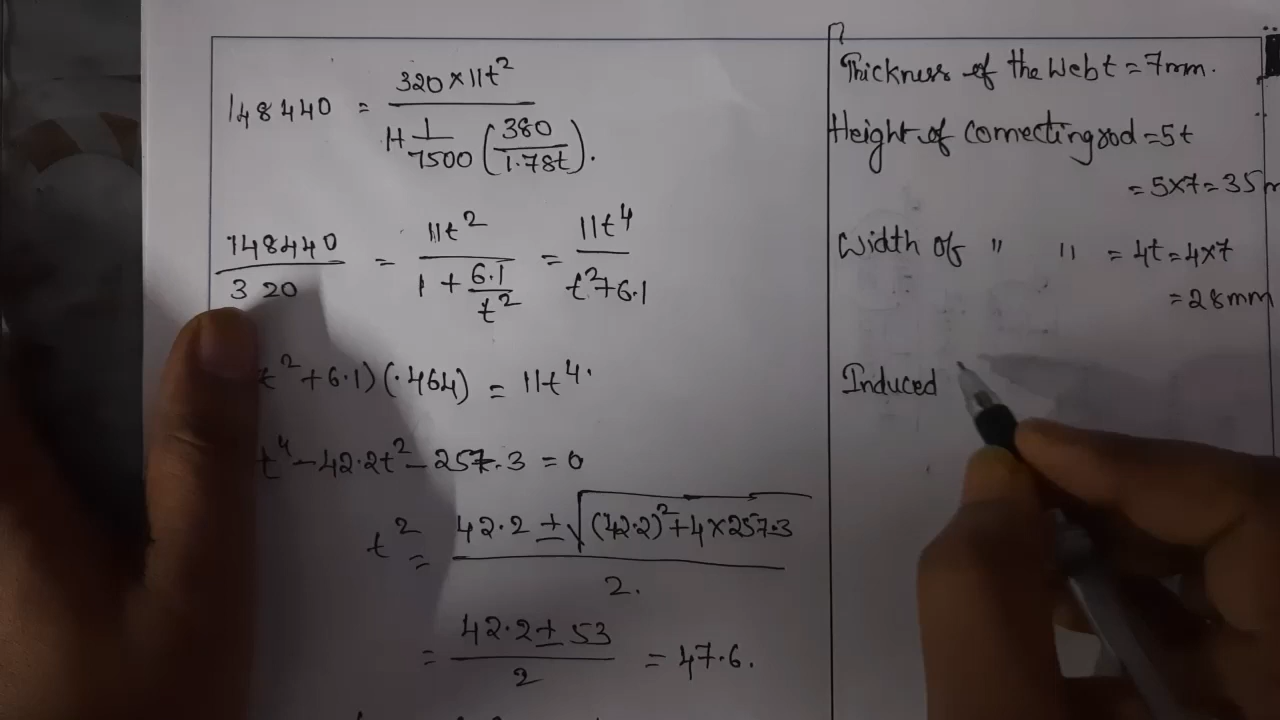 148440 = 320 × 11t² / 1+ 1/7500 (380/1.78t).
148440/320 = 11t² / 1 + 6.1/t² = 11t⁴ / t²+6.1
t²+6.1)(.464) = 11t⁴.
t⁴ - 42.2t² - 257.3 = 0
t² = 42.2 ± √(42.2)²+4×257.3 / 2.
= 42.2 ± 53 / 2 = 47.6.
Thickness of the Web t = 7mm.
Height of Connecting rod = 5t
= 5×7 = 35
Width of " " = 4t = 4×7
= 28mm
Induced